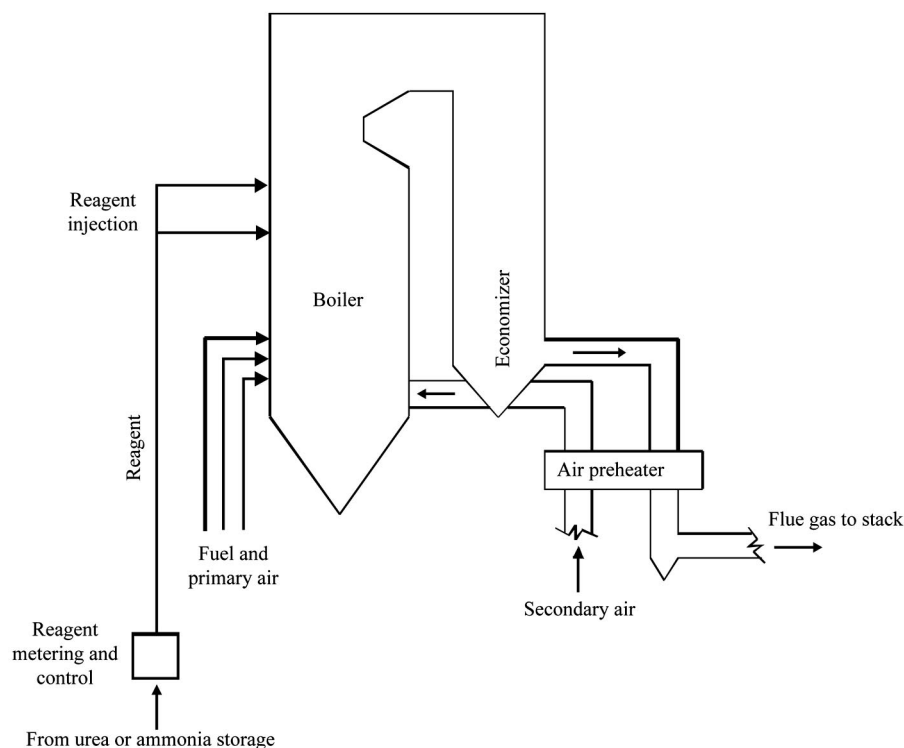 Reagent
injection
Boiler
Economizer
Reagent
Air preheater
Flue gas to stack
Fuel and
primary air
Secondary air
Reagent
metering and
control
From urea or ammonia storage